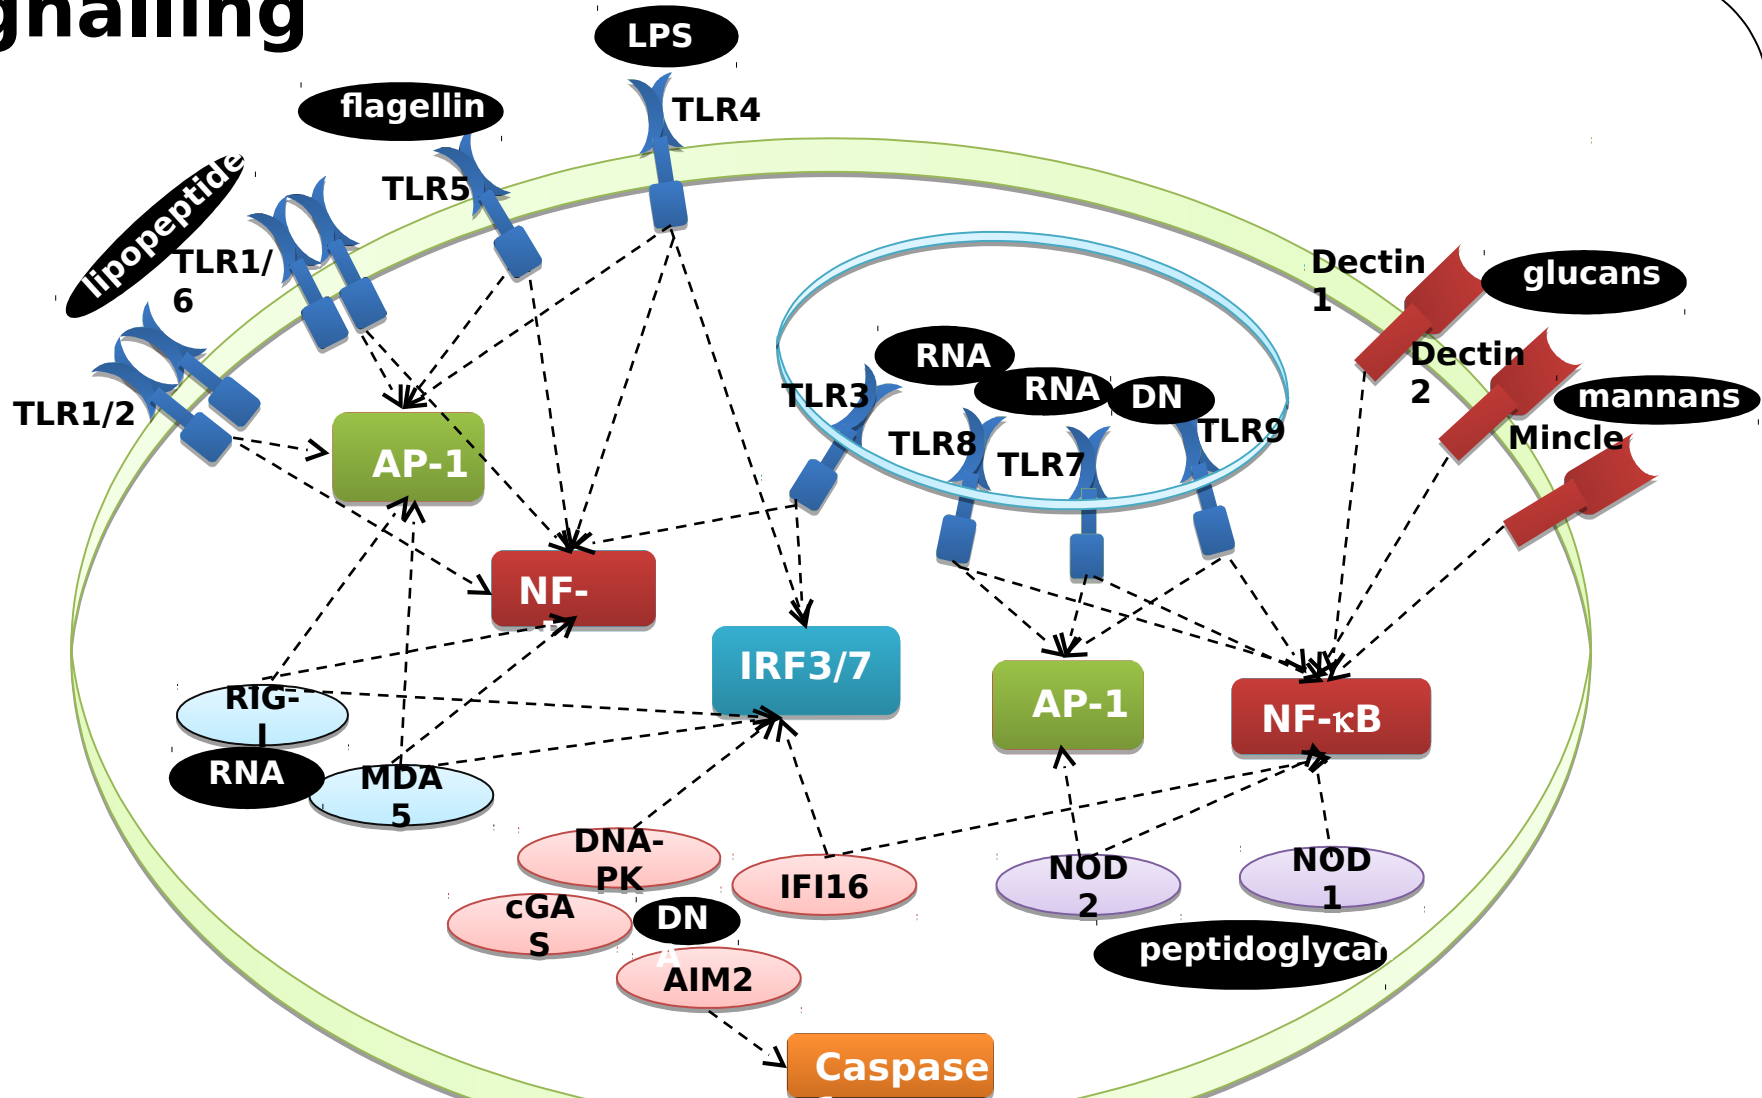 gnalling
LPS
TLR4
flagellin
TLR5
lipopeptide
TLR1/
6
TLR1/2
AP-1
NF-
RNA
RNA
DN
TLR3
TLR8
TLR7
TLR9
Dectin
1
glucans
Dectin
2
mannans
Mincle
IRF3/7
AP-1
NF-κB
RIG-
I
RNA
MDA
5
DNA-
PK
IFI16
cGA
S
DN
A
AIM2
NOD
2
NOD
1
peptidoglycan
Caspase